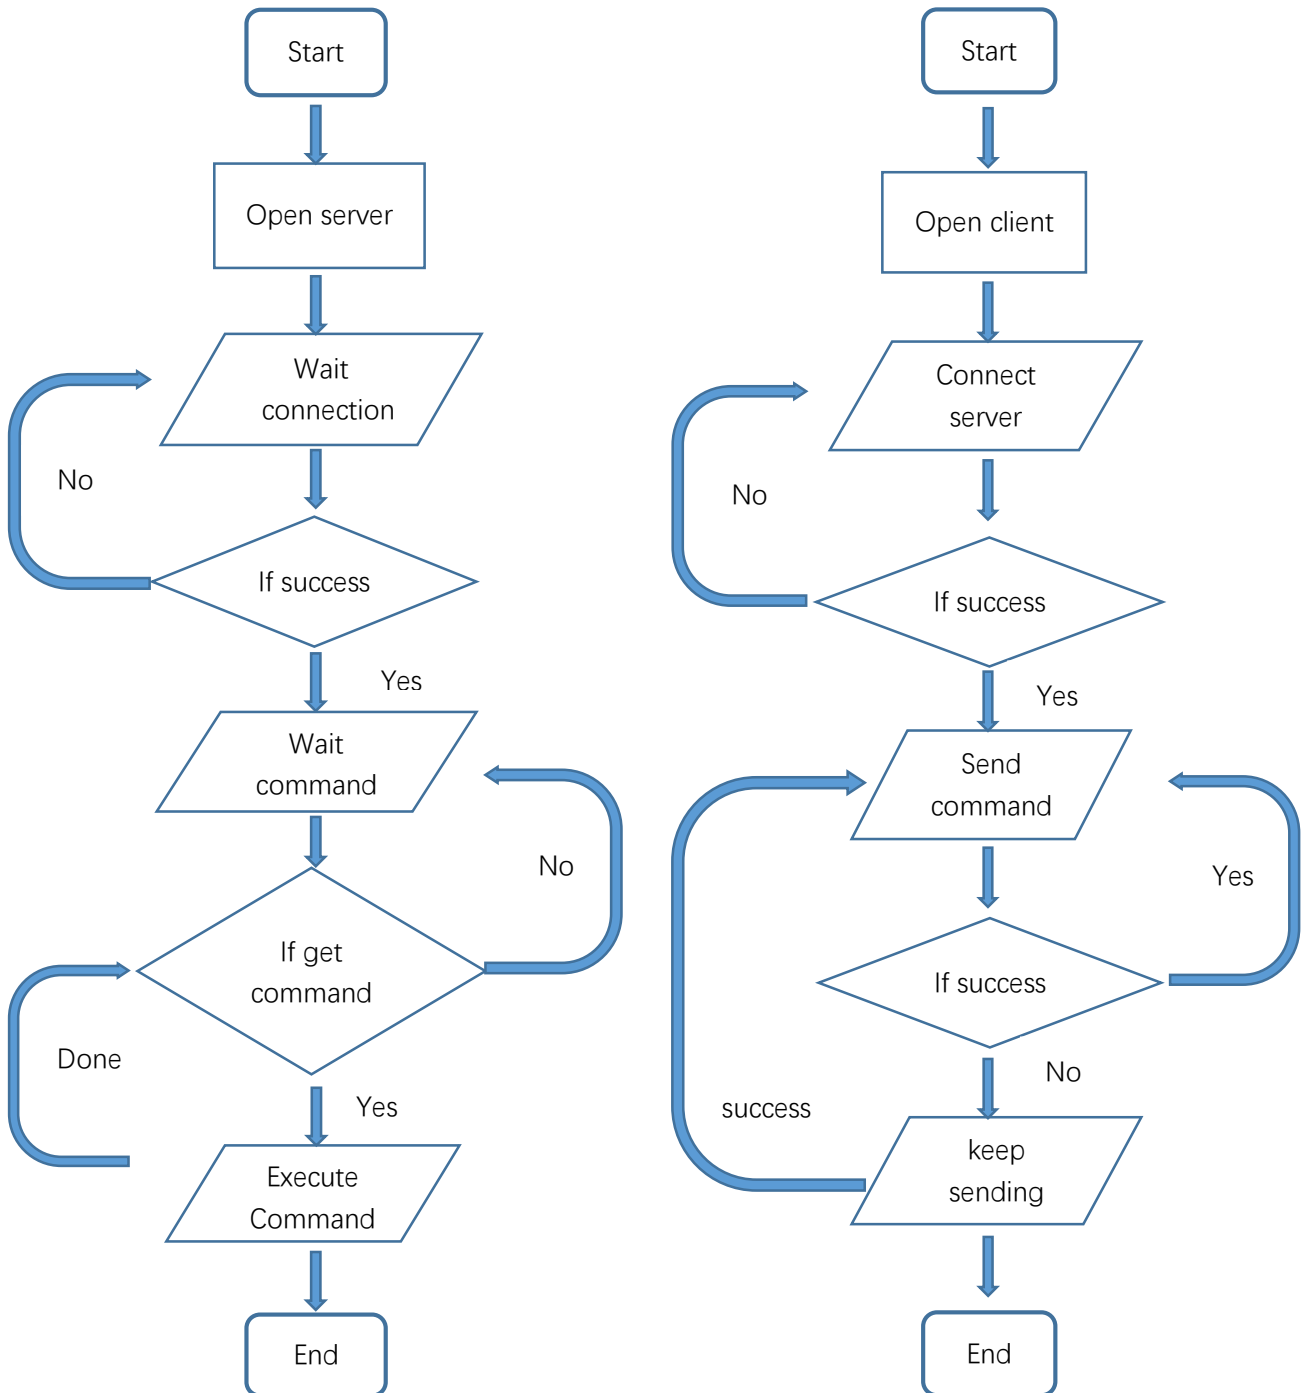 Start
Open server
Wait
connection
No
If success
Yes
Wait
command
No
If get
command
Done
Yes
Execute
Command
End
Start
Open client
Connect
server
No
If success
Yes
Send
command
Yes
If success
No
success
keep
sending
End